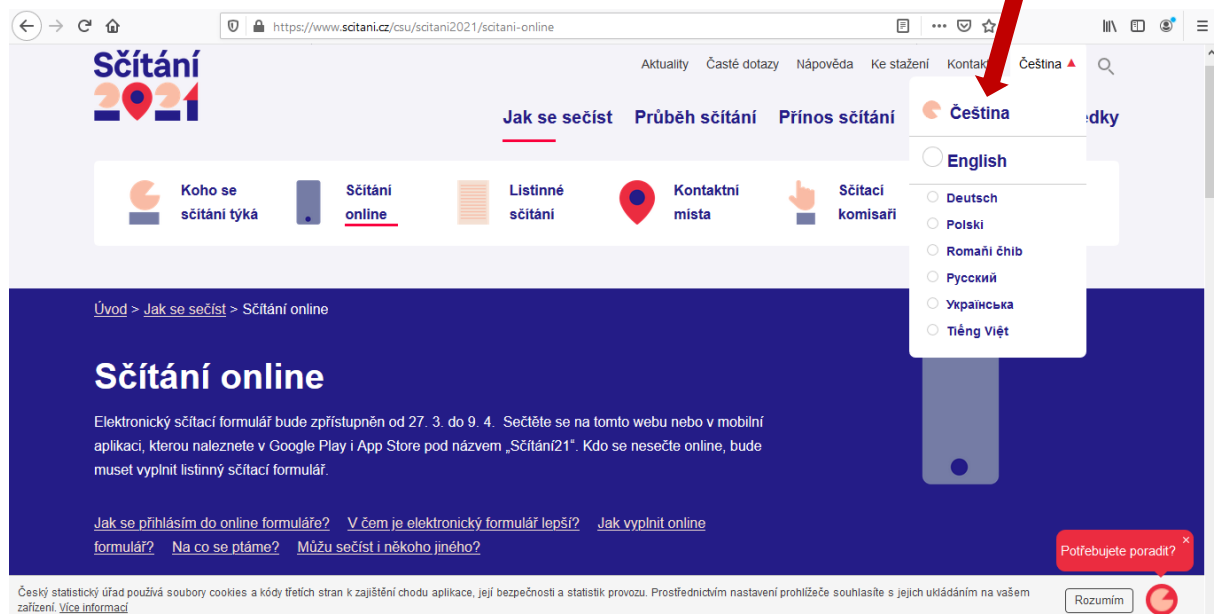 https://www.scitani.cz/csu/scitani2021/scitani-online
Sčítání
2021
Aktuality Časté dotazy Nápověda Ke stažení Kontakt Čeština
Jak se sečíst Průběh sčítání Přínos sčítání
Čeština
English
Deutsch
Polski
Romaňi čhib
Русский
Українська
Tiếng Việt
Koho se
sčítání týká
Sčítání
online
Listinné
sčítání
Kontaktní
místa
Sčítací
komisaři
Úvod > Jak se sečíst > Sčítání online
Sčítání online
Elektronický sčítací formulář bude zpřístupněn od 27. 3. do 9. 4. Sečtěte se na tomto webu nebo v mobilní
aplikaci, kterou naleznete v Google Play i App Store pod názvem „Sčítání21“. Kdo se nesečte online, bude
muset vyplnit listinný sčítací formulář.
Jak se přihlásím do online formuláře? V čem je elektronický formulář lepší? Jak vyplnit online
formulář? Na co se ptáme? Můžu sečíst i někoho jiného?
Potřebujete poradit?
Český statistický úřad používá soubory cookies a kódy třetích stran k zajištění chodu aplikace, její bezpečnosti a statistik provozu. Prostřednictvím nastavení prohlížeče souhlasíte s jejich ukládáním na vašem
zařízení. Více informací
Rozumím